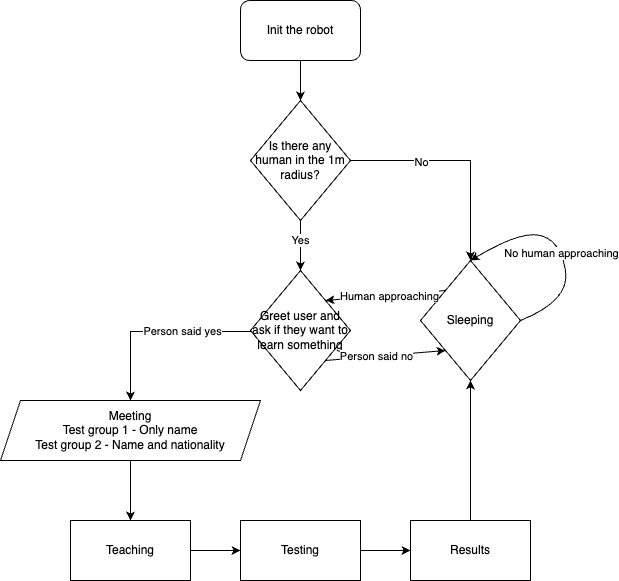 Init the robot
Is there any
human in the 1m
radius?
No
Yes
No human approaching
Human approaching
Sleeping
Greet user and
ask if they want to
learn something
Person said yes
Person said no
Meeting
Test group 1 - Only name
Test group 2 - Name and nationality
Teaching
Testing
Results